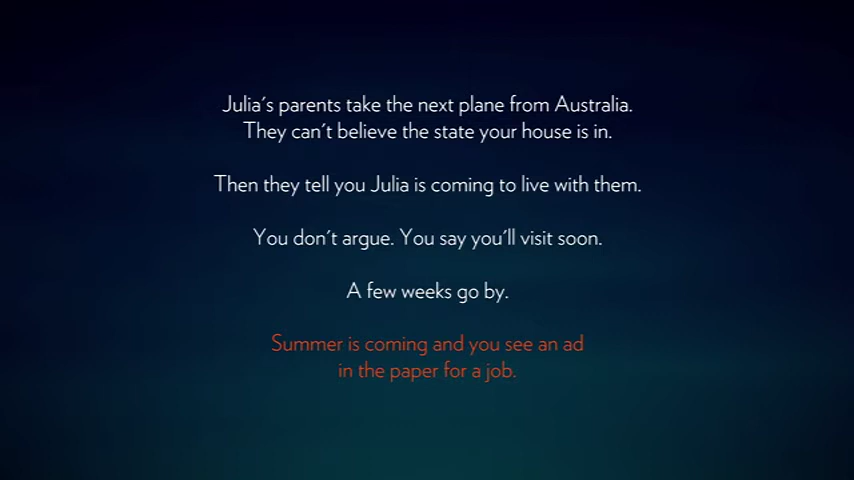 Julia's parents take the next plane from Australia.
They can't believe the state your house is in.
Then they tell you Julia is coming to live with them.
You don't argue. You say you'll visit soon.
A few weeks go by.
Summer is coming and you see an ad
in the paper for a job.